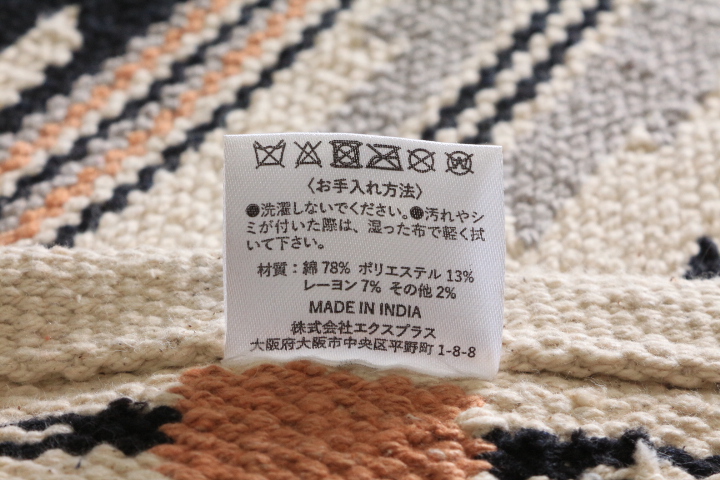 〈お手入れ方法〉
●洗濯しないでください。●汚れやシ
ミが付いた際は、湿った布で軽く拭
いて下さい。
材質：綿 78% ポリエステル 13%
レーヨン 7% その他 2%
MADE IN INDIA
株式会社エクスプラス
大阪府大阪市中央区平野町 1-8-8